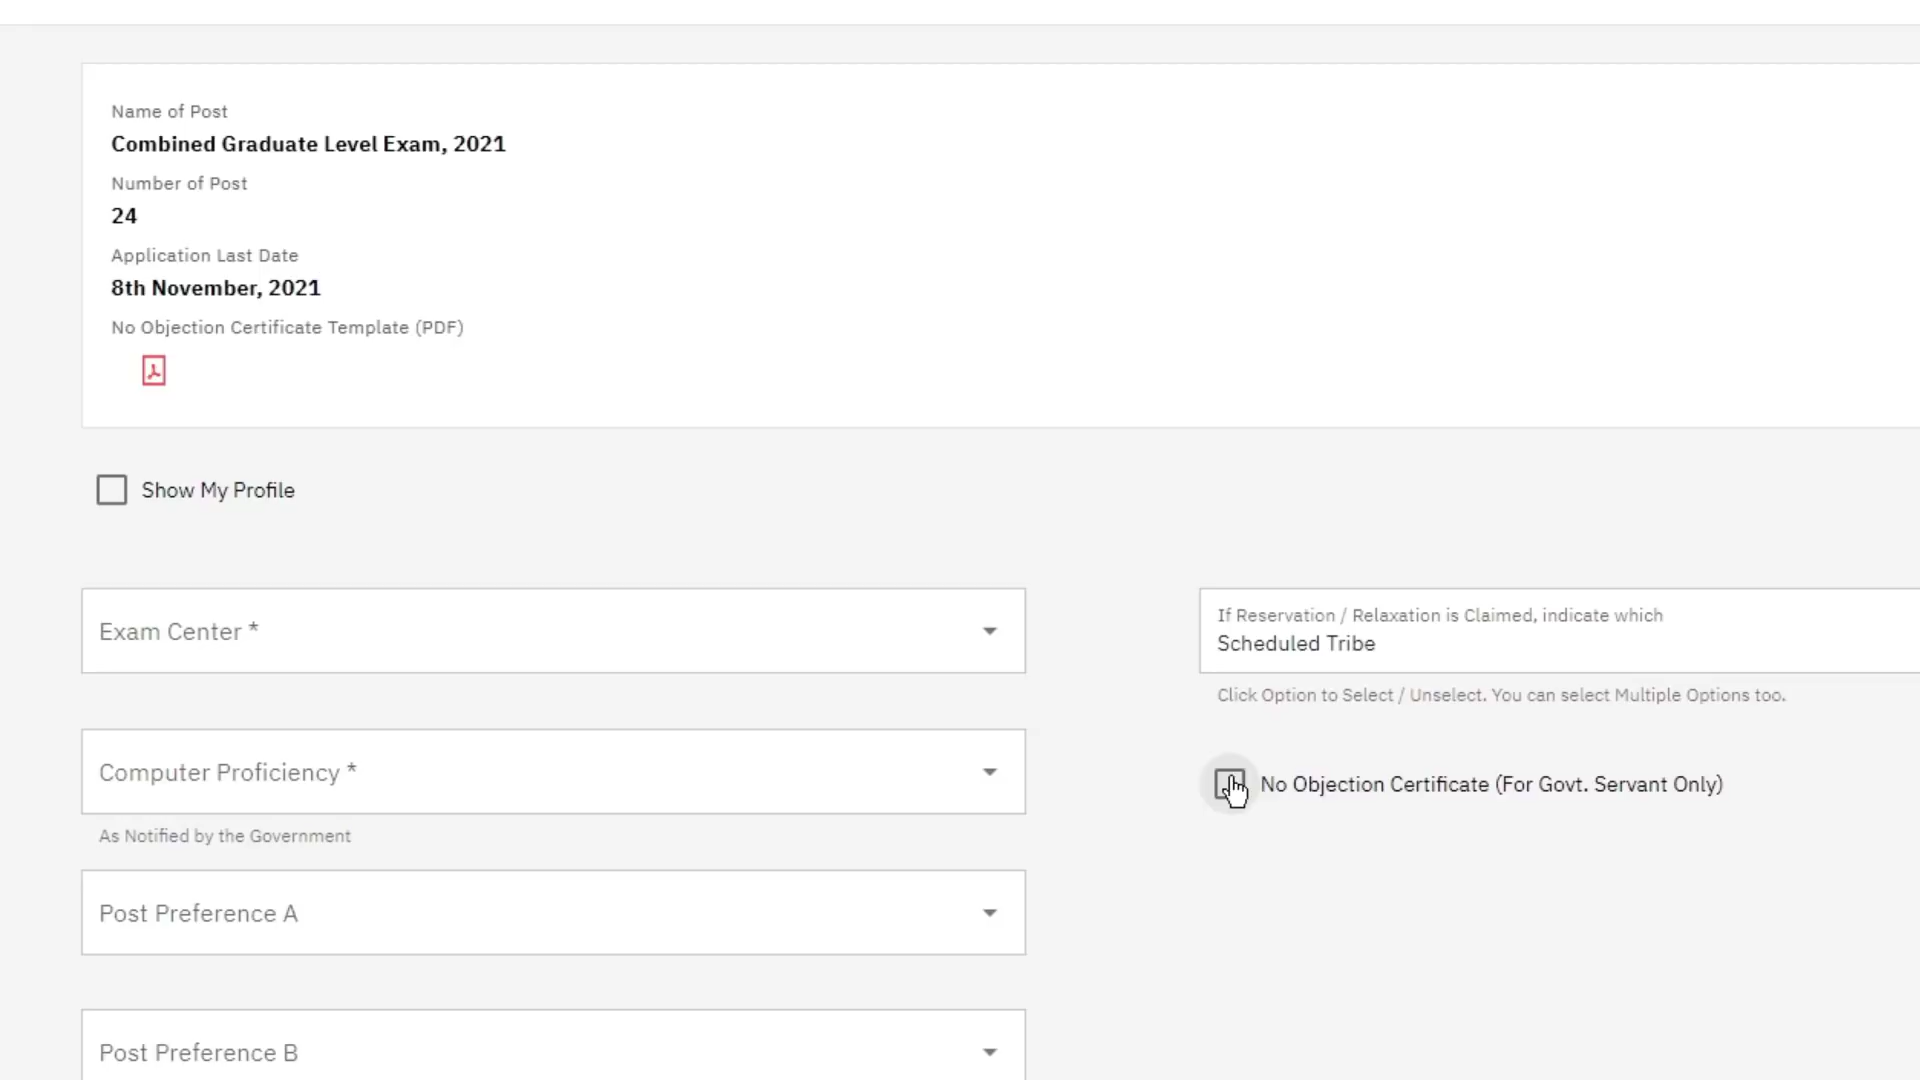 Name of Post
Combined Graduate Level Exam, 2021
Number of Post
24
Application Last Date
8th November, 2021
No Objection Certificate Template (PDF)
Show My Profile
Exam Center *
If Reservation / Relaxation is Claimed, indicate which
Scheduled Tribe
Click Option to Select / Unselect. You can select Multiple Options too.
Computer Proficiency *
No Objection Certificate (For Govt. Servant Only)
As Notified by the Government
Post Preference A
Post Preference B